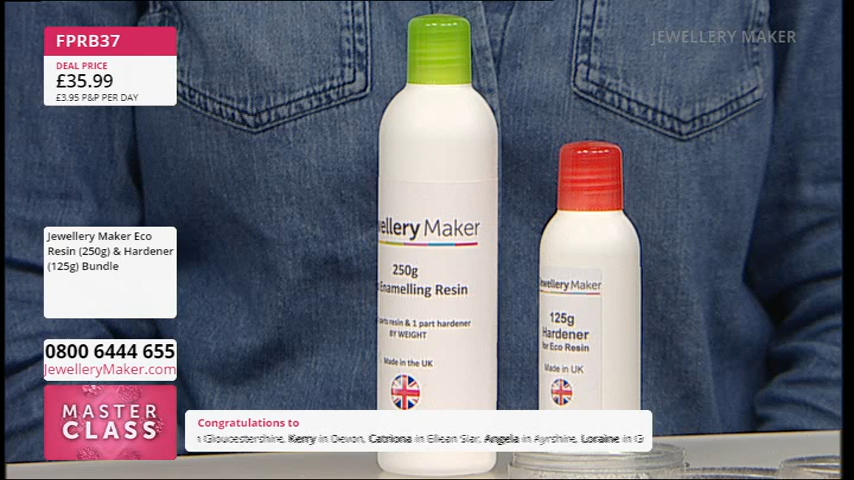 FPRB37
DEAL PRICE
£35.99
£3.95 P&P PER DAY
JEWELLERY MAKER
Jewellery Maker Eco
Resin (250g) & Hardener
(125g) Bundle
0800 6444 655
JewelleryMaker.com
MASTER
CLASS
Congratulations to
Gloucestershire, Kerry in Devon, Catriona in Eilean Siar, Angela in Ayrshire, Loraine in G
wellery Maker
250g
Enamelling Resin
parts resin & 1 part hardener
BY WEIGHT
Made in the UK
ewellery Maker
125g
Hardener
for Eco Resin
Made in UK